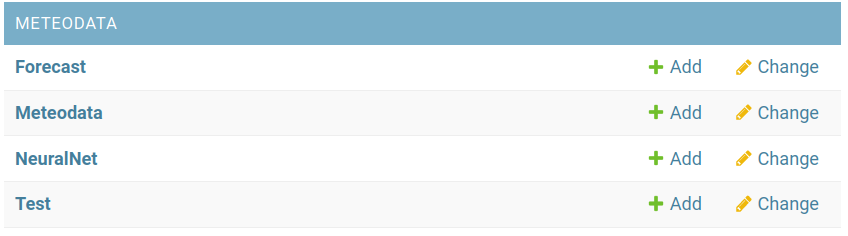 METEODATA
Forecast Add Change
Meteodata Add Change
NeuralNet Add Change
Test Add Change